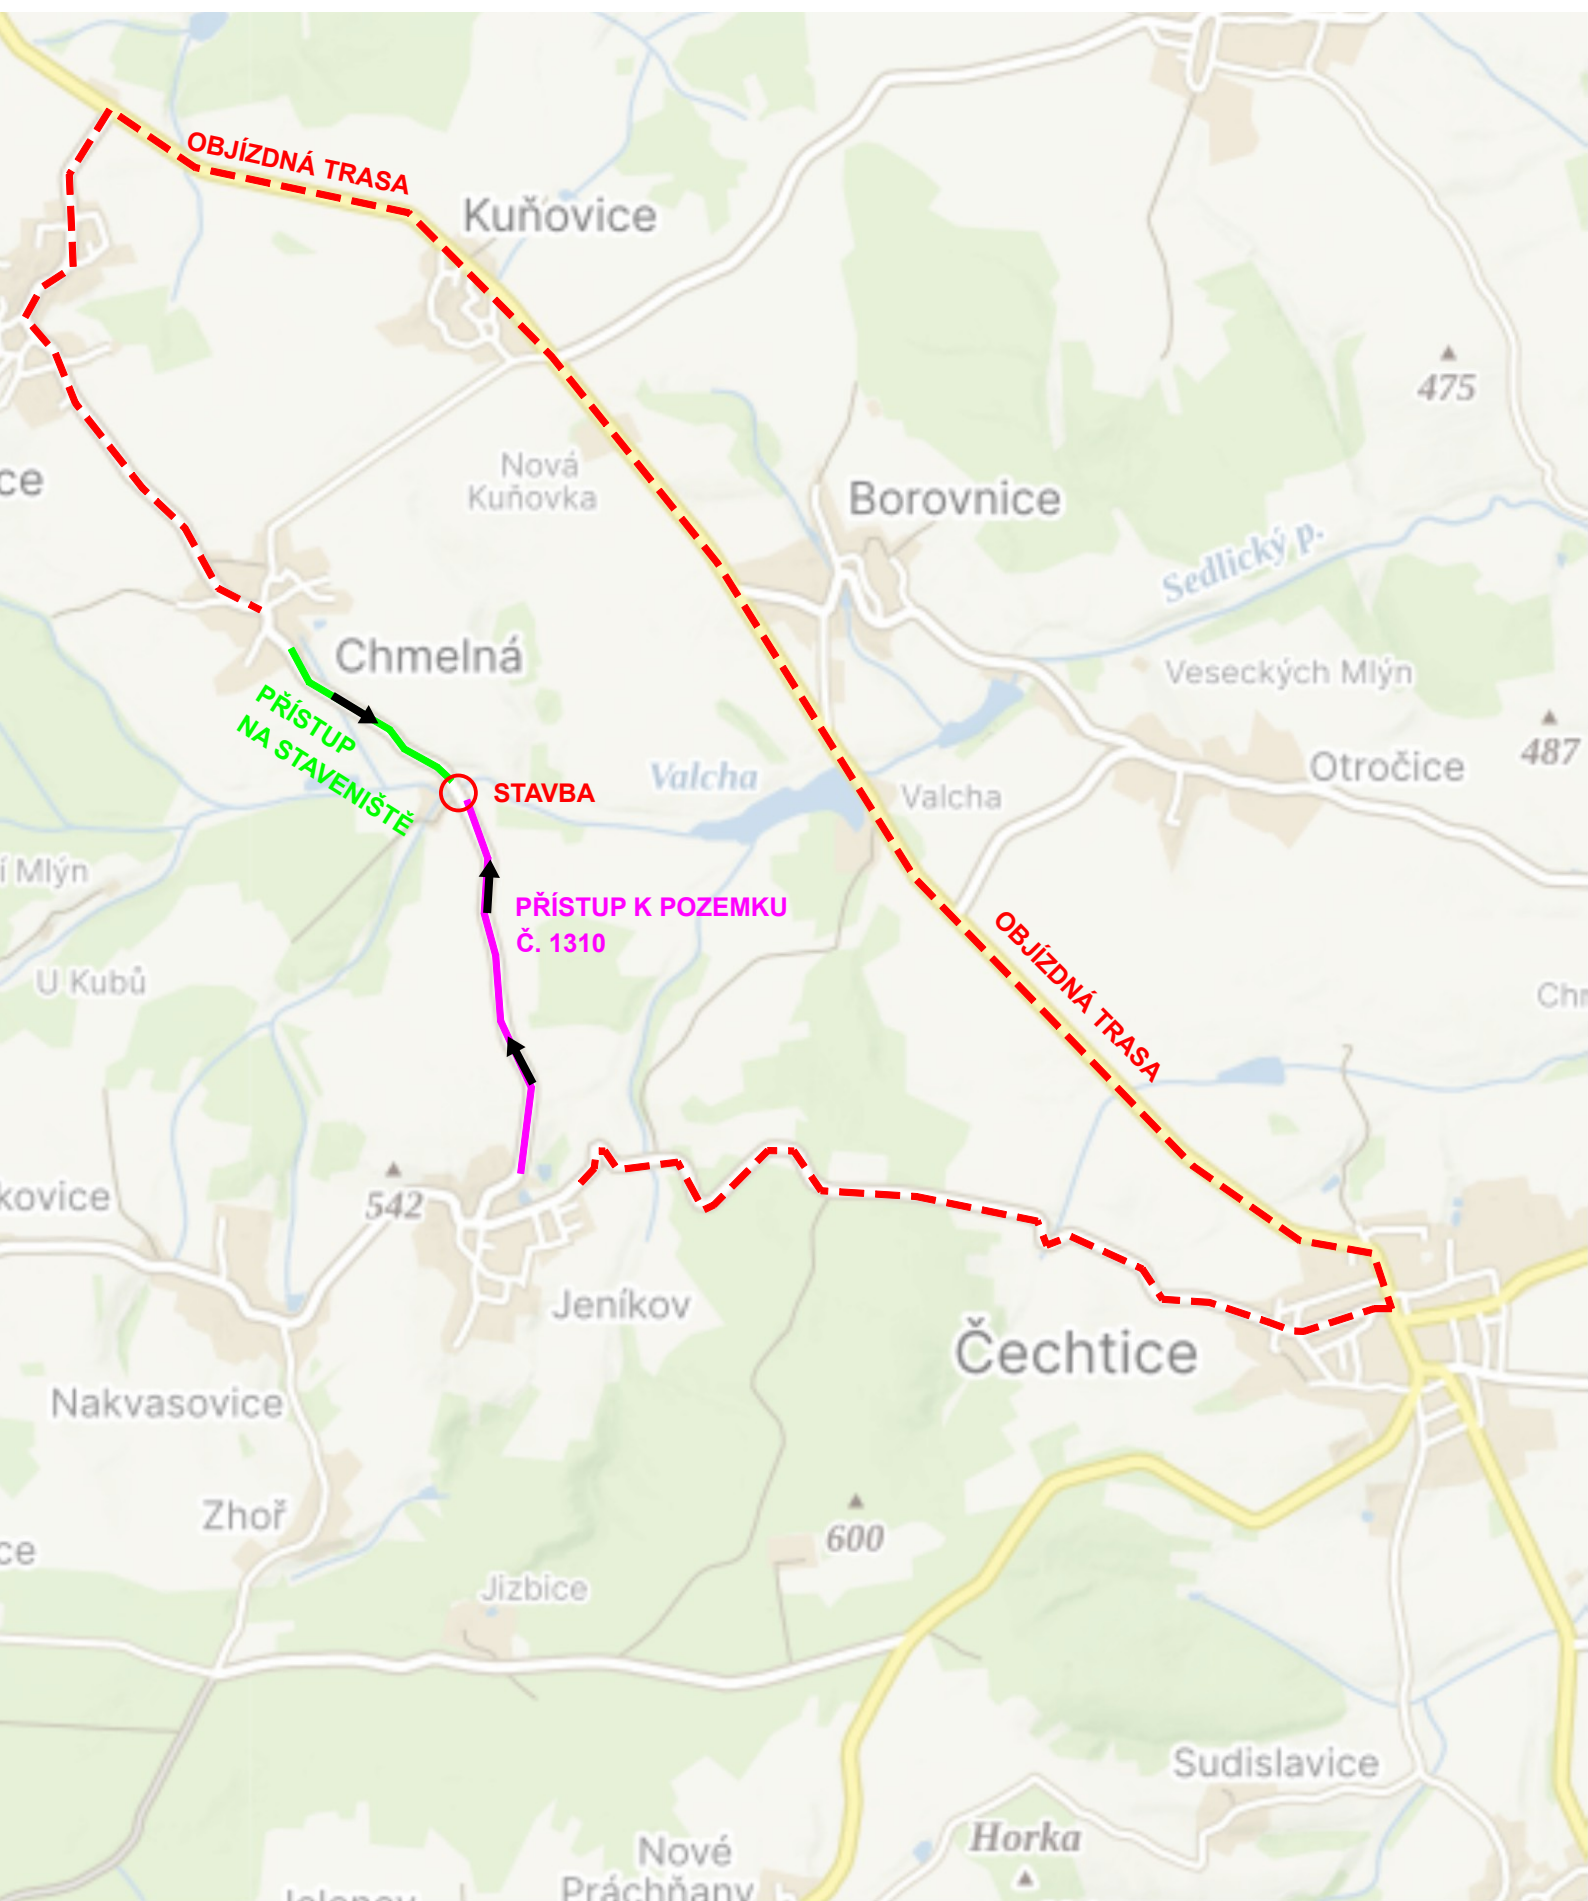 OBJÍZDNÁ TRASA
Kuňovice
475
ce
Nová
Kuňovka
Borovnice
Sedlický p.
Chmelná
Veseckých Mlýn
PŘÍSTUP
NA STAVENIŠTĚ
487
Otročice
Valcha
STAVBA
Valcha
í Mlýn
PŘÍSTUP K POZEMKU
Č. 1310
OBJÍZDNÁ TRASA
U Kubů
Chr
kovice
542
Jeníkov
Čechtice
Nakvasovice
Zhoř
600
ce
Jizbice
Sudislavice
Horka
Nové
Práchňany